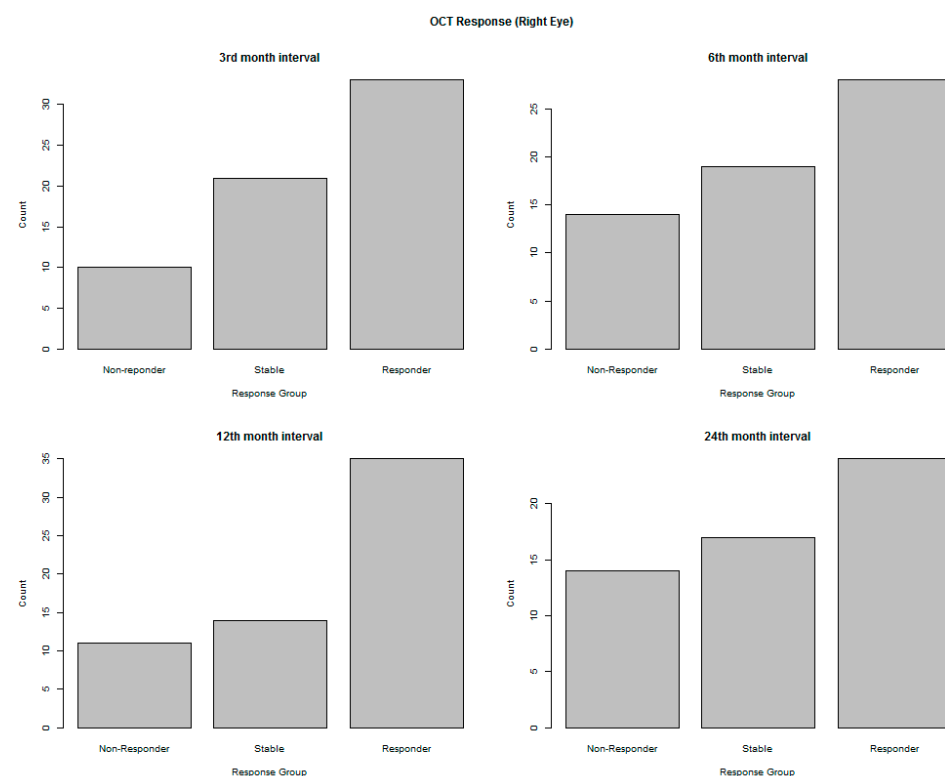 OCT Response (Right Eye)
3rd month interval
30
25
20
15
10
5
0
Count
Non-reponder Stable Responder
Response Group
6th month interval
25
20
15
10
5
0
Count
Non-Responder Stable Responder
Response Group
12th month interval
35
30
25
20
15
10
5
0
Count
Non-Responder Stable Responder
Response Group
24th month interval
20
15
10
5
0
Count
Non-Responder Stable Responder
Response Group